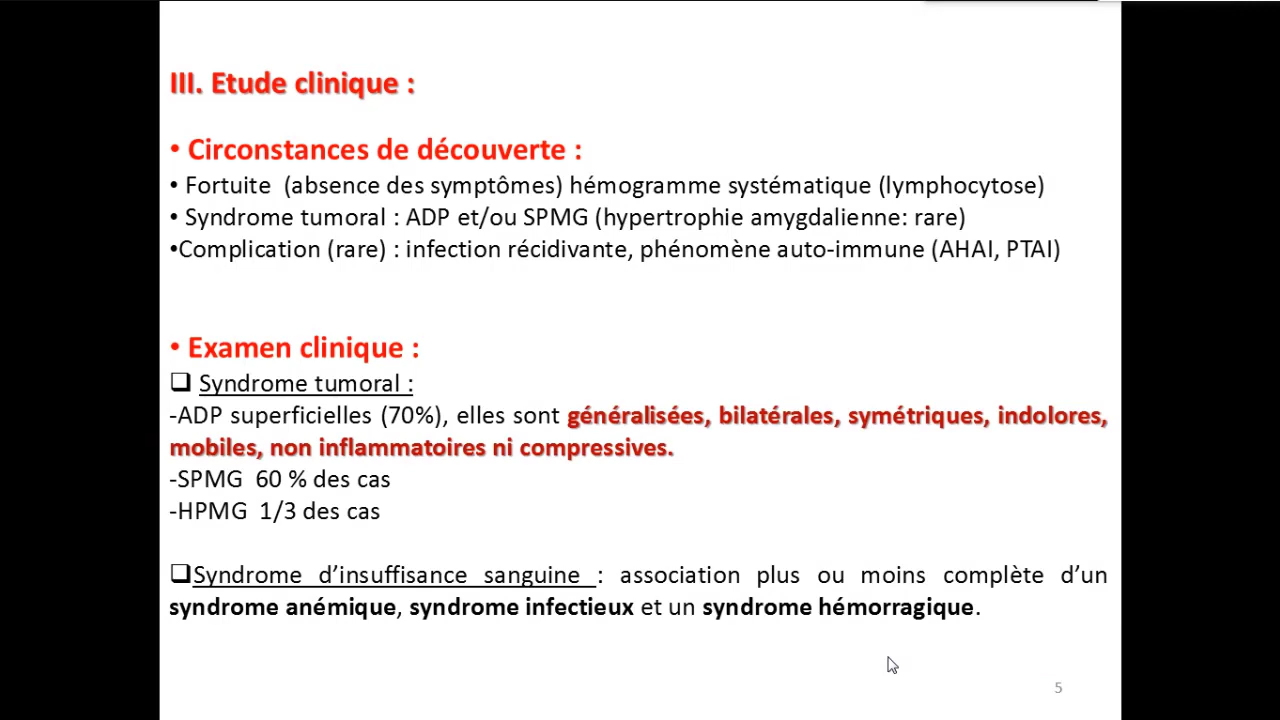 III. Etude clinique :
• Circonstances de découverte :
• Fortuite (absence des symptômes) hémogramme systématique (lymphocytose)
• Syndrome tumoral : ADP et/ou SPMG (hypertrophie amygdalienne: rare)
•Complication (rare) : infection récidivante, phénomène auto-immune (AHAI, PTAI)
• Examen clinique :
❑ Syndrome tumoral :
-ADP superficielles (70%), elles sont généralisées, bilatérales, symétriques, indolores,
mobiles, non inflammatoires ni compressives.
-SPMG 60 % des cas
-HPMG 1/3 des cas
❑Syndrome d’insuffisance sanguine : association plus ou moins complète d’un
syndrome anémique, syndrome infectieux et un syndrome hémorragique.
5